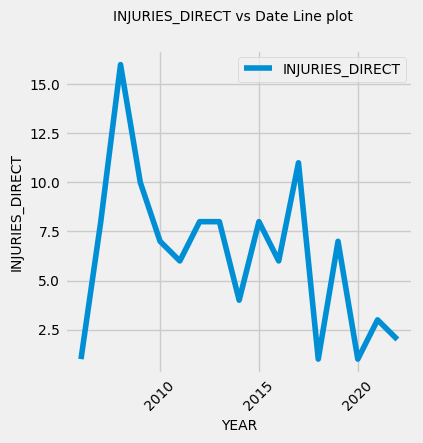 INJURIES_DIRECT vs Date Line plot
INJURIES_DIRECT
15.0
12.5
10.0
7.5
5.0
2.5
INJURIES_DIRECT
2010
2015
2020
YEAR